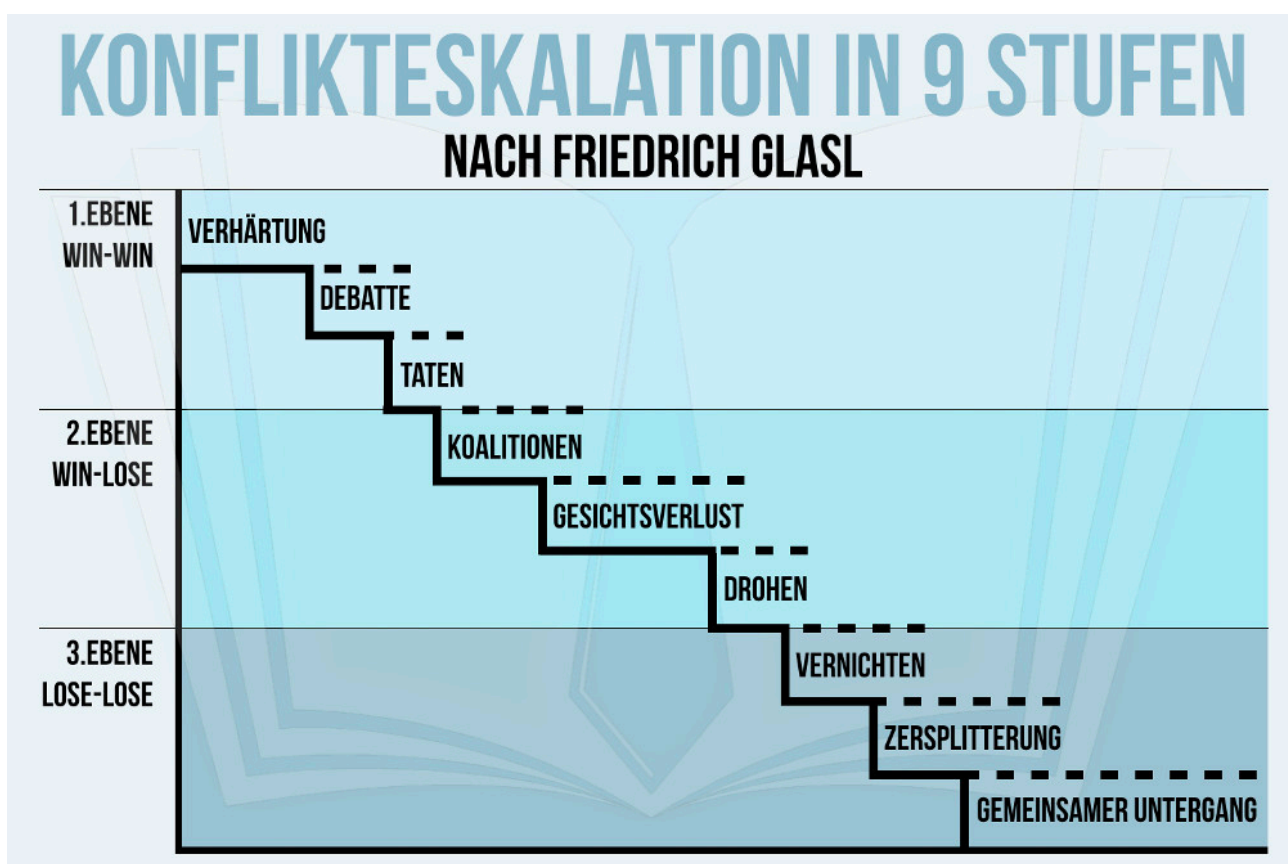 KONFLIKTESKALATION IN 9 STUFEN
NACH FRIEDRICH GLASL
1.EBENE
WIN-WIN
VERHÄRTUNG
DEBATTE
TATEN
2.EBENE
WIN-LOSE
KOALITIONEN
GESICHTSVERLUST
DROHEN
3.EBENE
LOSE-LOSE
VERNICHTEN
ZERSPLITTERUNG
GEMEINSAMER UNTERGANG